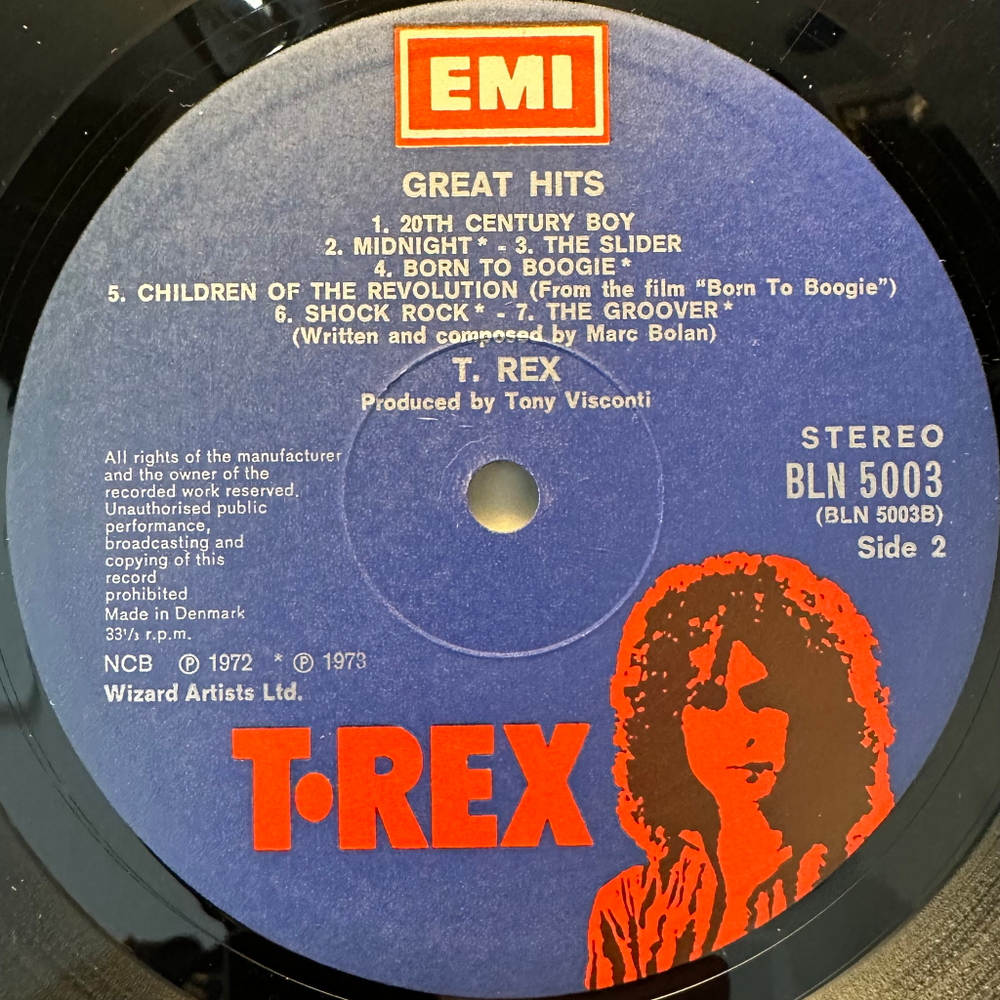 EMI
GREAT HITS
1. 20TH CENTURY BOY
2. MIDNIGHT* - 3. THE SLIDER
4. BORN TO BOOGIE*
5. CHILDREN OF THE REVOLUTION (From the film "Born To Boogie")
6. SHOCK ROCK* - 7. THE GROOVER*
(Written and composed by Marc Bolan)
T. REX
Produced by Tony Visconti
STEREO
BLN 5003
(BLN 5003B)
Side 2
All rights of the manufacturer
and the owner of the
recorded work reserved.
Unauthorised public
performance,
broadcasting and
copying of this
record
prohibited
Made in Denmark
33⅓ r.p.m.
NCB ℗ 1972 * ℗ 1973
Wizard Artists Ltd.
T·REX